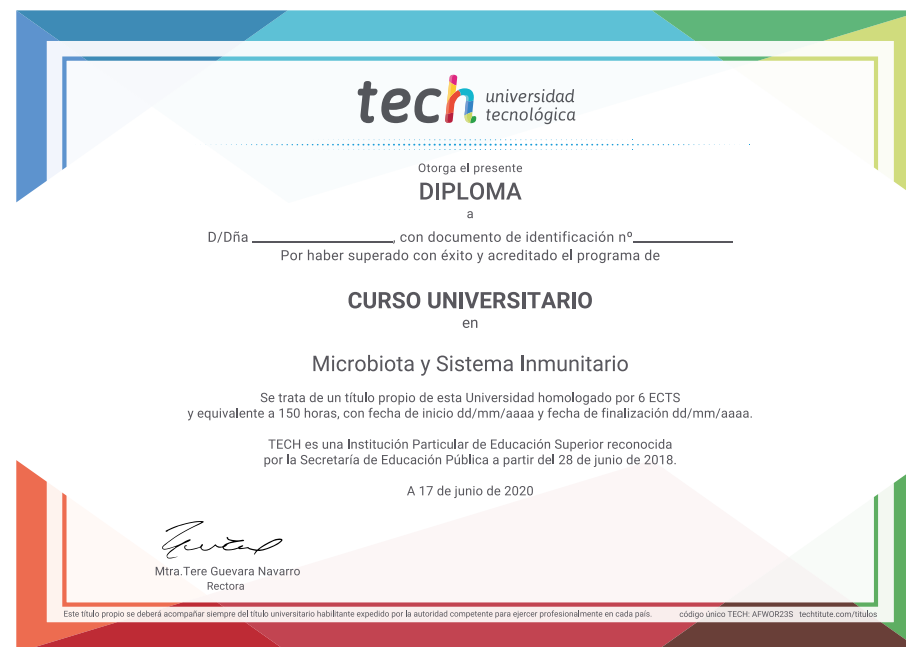 tech universidad
tecnológica
Otorga el presente
DIPLOMA
a
D/Dña ____________________, con documento de identificación nº______________
Por haber superado con éxito y acreditado el programa de
CURSO UNIVERSITARIO
en
Microbiota y Sistema Inmunitario
Se trata de un título propio de esta Universidad homologado por 6 ECTS
y equivalente a 150 horas, con fecha de inicio dd/mm/aaaa y fecha de finalización dd/mm/aaaa.
TECH es una Institución Particular de Educación Superior reconocida
por la Secretaría de Educación Pública a partir del 28 de junio de 2018.
A 17 de junio de 2020
Mtra.Tere Guevara Navarro
Rectora
Este título propio se deberá acompañar siempre del título universitario habilitante expedido por la autoridad competente para ejercer profesionalmente en cada país. código único TECH: AFWOR23S techtitute.com/titulos